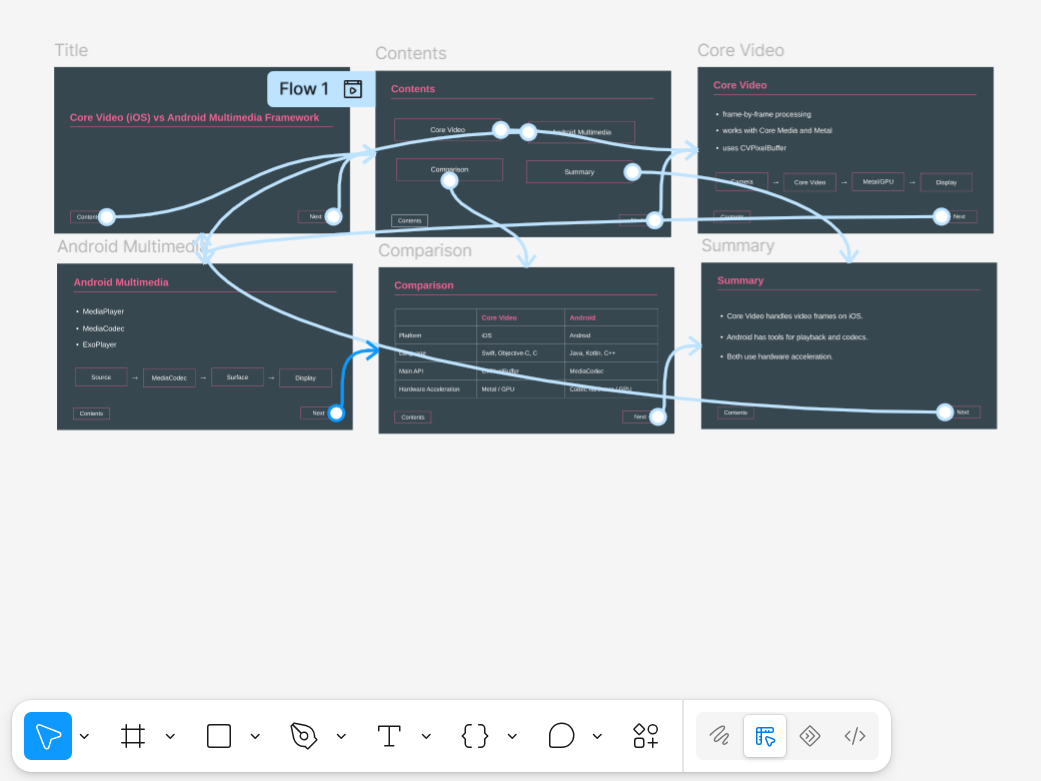 Title
Contents
Core Video
Flow 1
Core Video (iOS) vs Android Multimedia Framework
Contents
Next
Contents
Core Video
Android Multimedia
Comparison
Summary
Contents
Core Video
• frame-by-frame processing
• works with Core Media and Metal
• uses CVPixelBuffer
Camera → Core Video → Metal/GPU → Display
Contents
Next
Android Multimedia
Comparison
Summary
Android Multimedia
• MediaPlayer
• MediaCodec
• ExoPlayer
Source → MediaCodec → Surface → Display
Contents
Next
Comparison
Core Video Android
Platform iOS Android
Language Swift, Objective-C, C Java, Kotlin, C++
Main API MediaCodec
Hardware Acceleration Metal / GPU
Contents
Next
Summary
• Core Video handles video frames on iOS.
• Android has tools for playback and codecs.
• Both use hardware acceleration.
Contents
Next